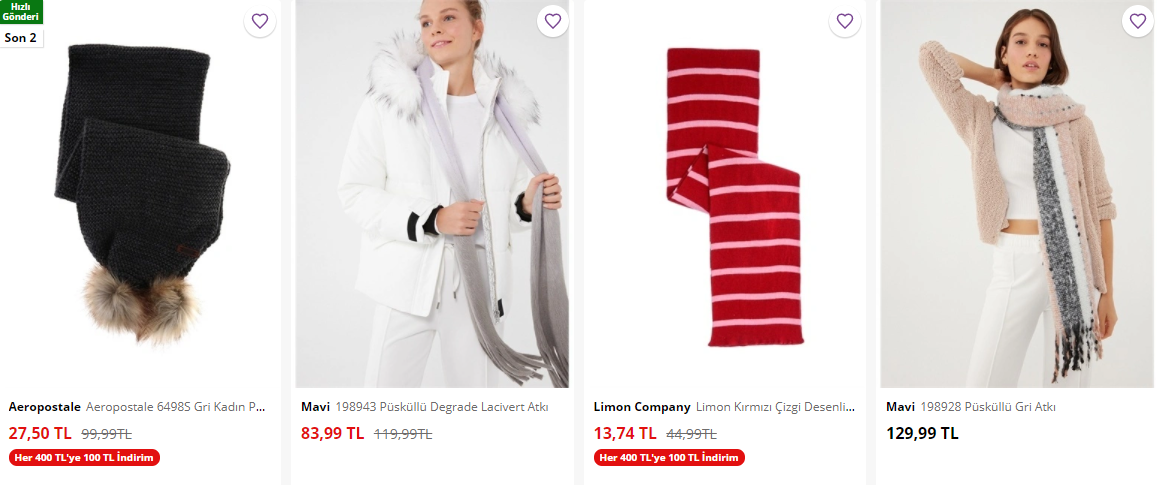 Hızlı
Gönderi
Son 2
Aeropostale Aeropostale 6498S Gri Kadın P...
27,50 TL 99,99TL
Her 400 TL'ye 100 TL İndirim
Mavi 198943 Püsküllü Degrade Lacivert Atkı
83,99 TL 119,99TL
Limon Company Limon Kırmızı Çizgi Desenli...
13,74 TL 44,99TL
Her 400 TL'ye 100 TL İndirim
Mavi 198928 Püsküllü Gri Atkı
129,99 TL